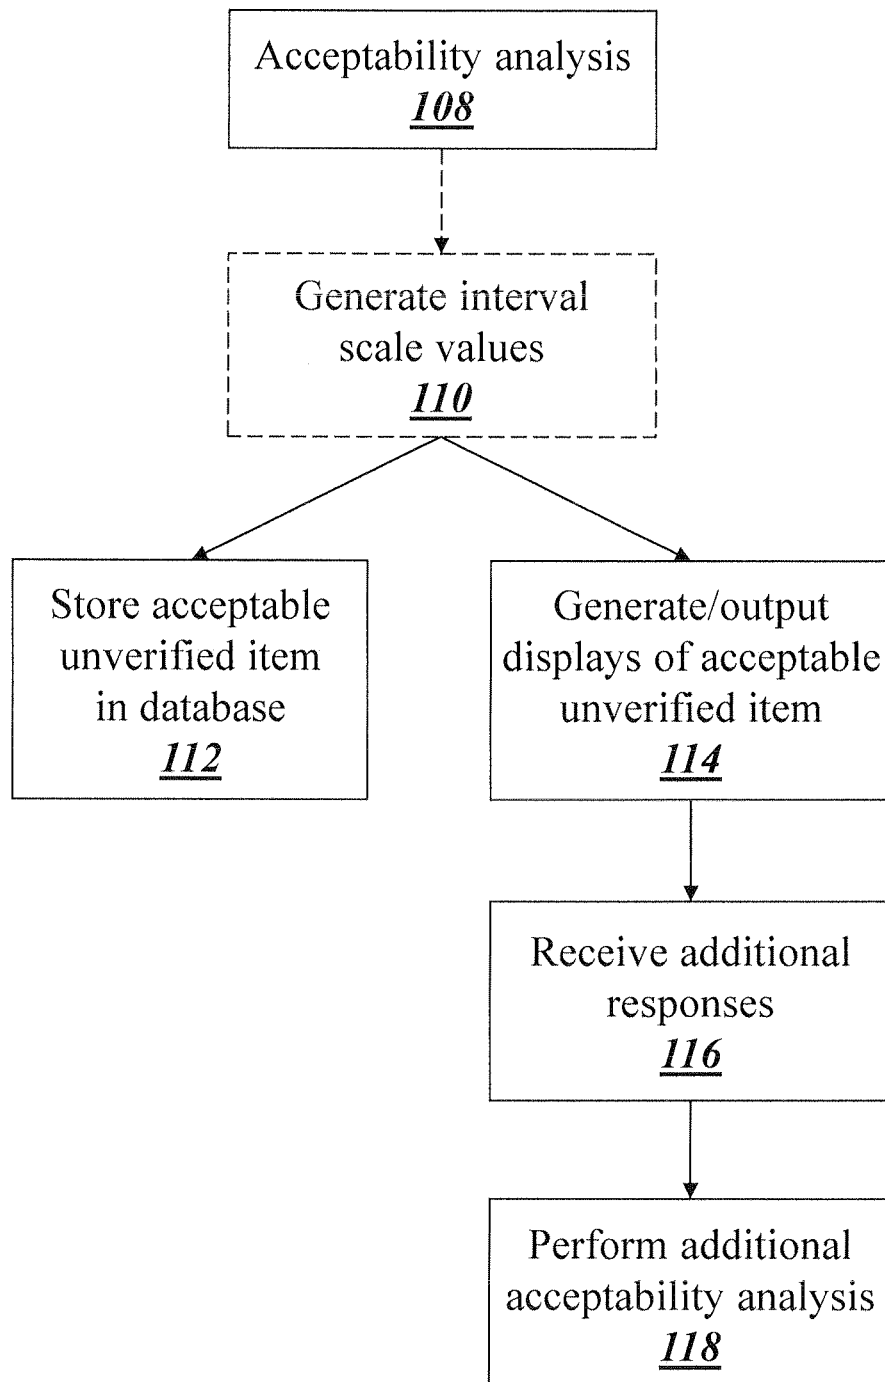 Acceptability analysis
108
Generate interval
scale values
110
Store acceptable
unverified item
in database
112
Generate/output
displays of acceptable
unverified item
114
Receive additional
responses
116
Perform additional
acceptability analysis
118